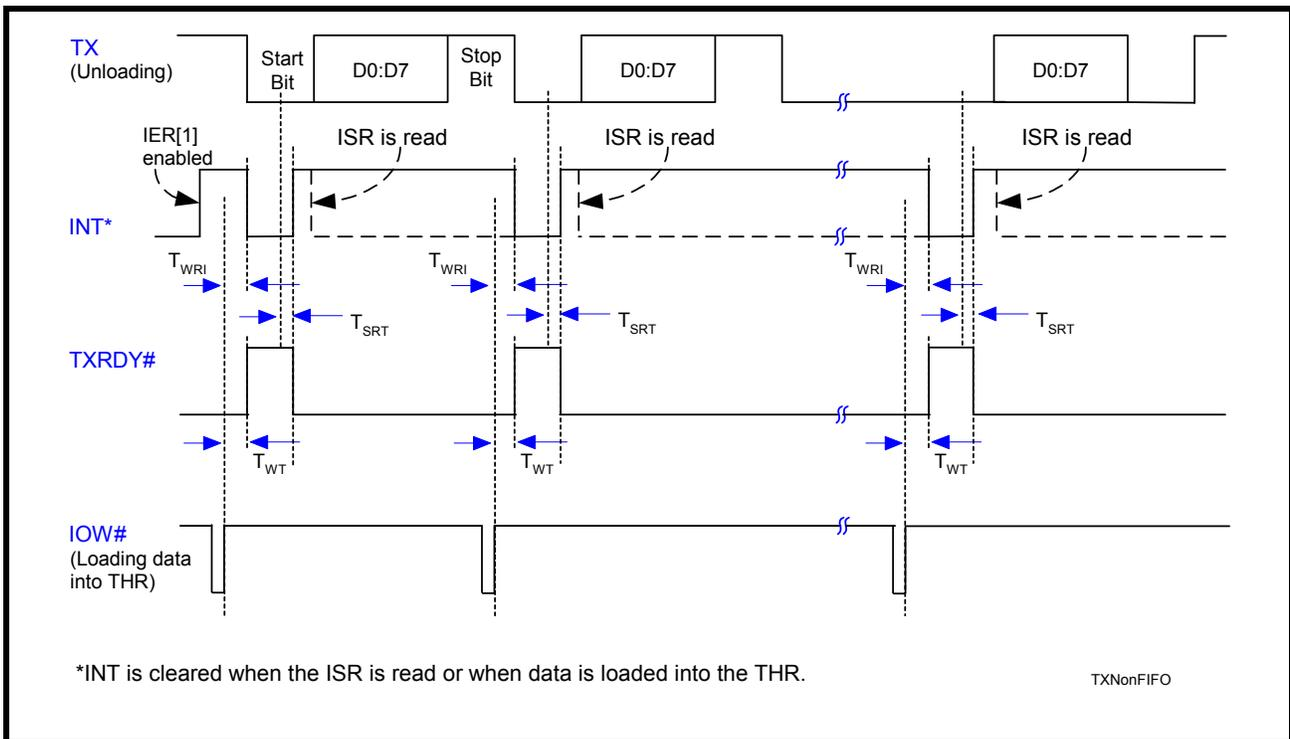 TX
(Unloading)
Start
Bit
D0:D7
Stop
Bit
D0:D7
D0:D7
IER[1]
enabled
ISR is read
ISR is read
ISR is read
INT*
TWRI
TWRI
TWRI
TSRT
TSRT
TSRT
TXRDY#
TWT
TWT
TWT
IOW#
(Loading data
into THR)
*INT is cleared when the ISR is read or when data is loaded into the THR.
TXNonFIFO